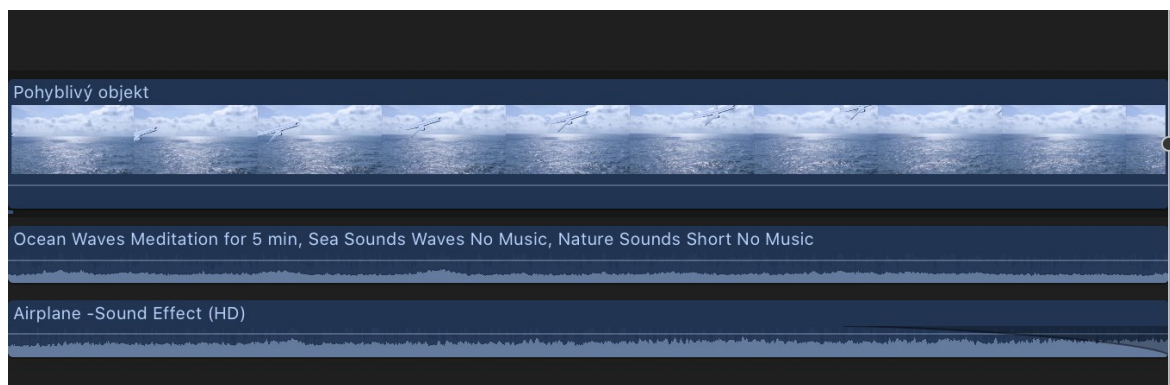 Pohyblivý objekt
Ocean Waves Meditation for 5 min, Sea Sounds Waves No Music, Nature Sounds Short No Music
Airplane -Sound Effect (HD)